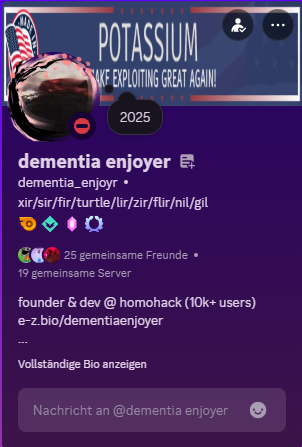 POTASSIUM
MAKE EXPLOITING GREAT AGAIN!
2025
dementia enjoyer
dementia_enjoyr •
xir/sir/fir/turtle/lir/zir/flir/nil/gil
25 gemeinsame Freunde •
19 gemeinsame Server
founder & dev @ homohack (10k+ users)
e-z.bio/dementiaenjoyer
...
Vollständige Bio anzeigen
Nachricht an @dementia enjoyer